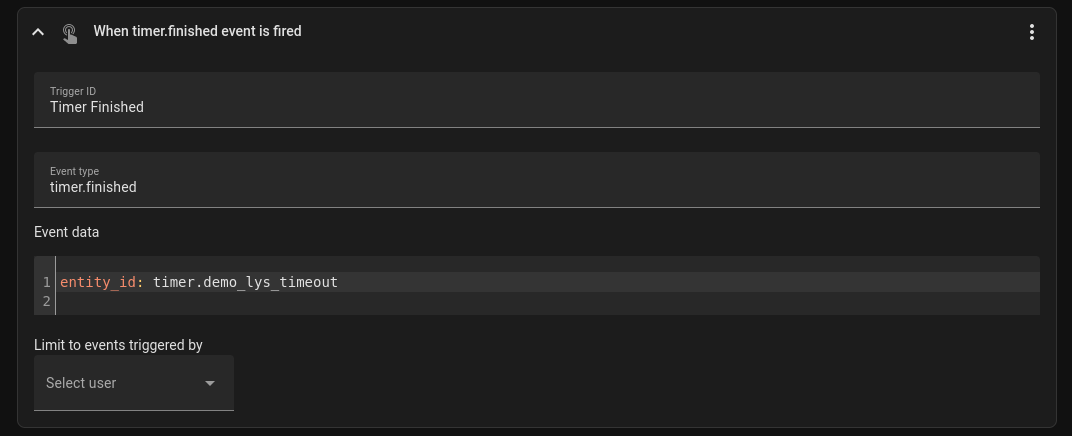 When timer.finished event is fired
Trigger ID
Timer Finished
Event type
timer.finished
Event data
1 entity_id: timer.demo_lys_timeout
2
Limit to events triggered by
Select user